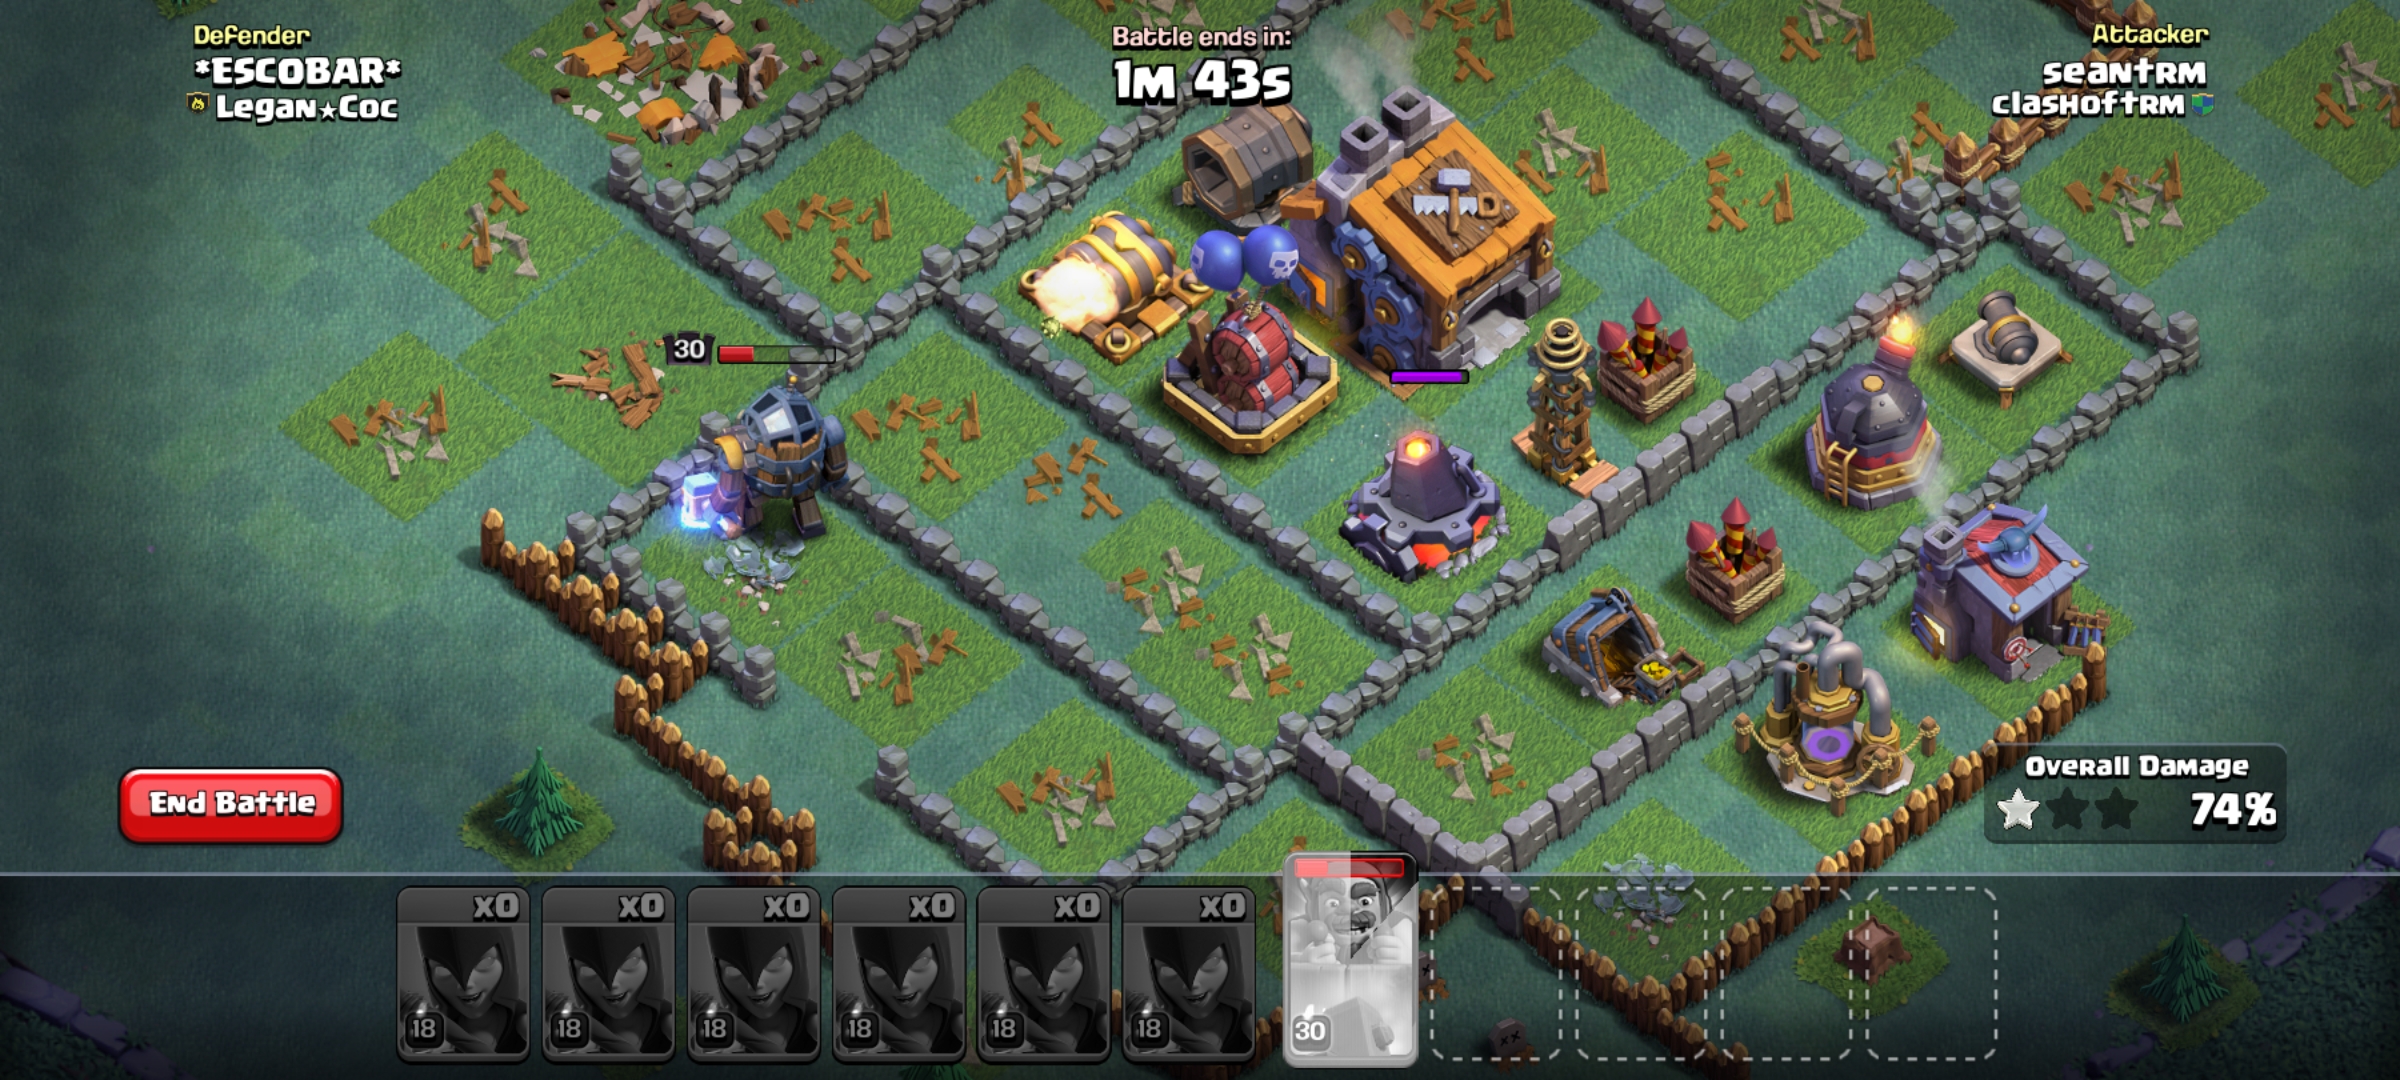 Defender
*ESCOBAR*
Legan★Coc
Battle ends in:
1M 43s
Attacker
seantRM
clashoftRM
30
End Battle
Overall Damage
74%
x0
x0
x0
x0
x0
x0
18
18
18
18
18
18
30